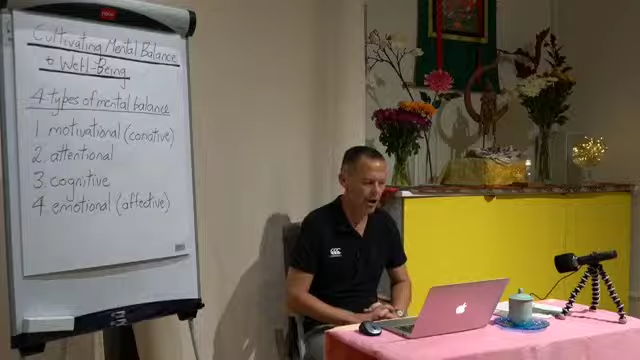 Cultivating Mental Balance
& Well-Being
4 types of mental balance
1 motivational (conative)
2. attentional
3. cognitive
4. emotional (affective)
CCC